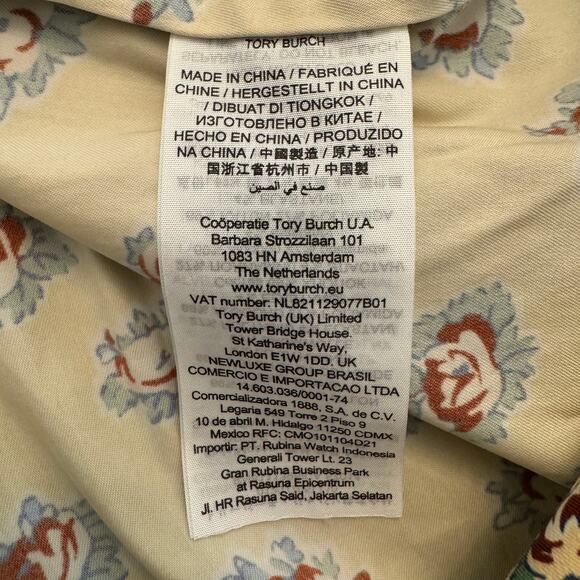 TORY BURCH
MADE IN CHINA / FABRIQUÉ EN
CHINE / HERGESTELLT IN CHINA
/ DIBUAT DI TIONGKOK /
ИЗГОТОВЛЕНО В КИТАЕ /
HECHO EN CHINA / PRODUZIDO
NA CHINA / 中國製造 / 原产地: 中
国浙江省杭州市 / 中国製
صنع في الصين
Coöperatie Tory Burch U.A.
Barbara Strozzilaan 101
1083 HN Amsterdam
The Netherlands
www.toryburch.eu
VAT number: NL821129077B01
Tory Burch (UK) Limited
Tower Bridge House.
St Katharine's Way,
London E1W 1DD. UK
NEWLUXE GROUP BRASIL
COMERCIO E IMPORTACAO LTDA
14.603.036/0001-74
Comercializadora 1888, S.A. de C.V.
Legaria 549 Torre 2 Piso 9
10 de abril M. Hidalgo 11250 CDMX
Mexico RFC: CMO101104D21
Importir: PT. Rubina Watch Indonesia
Generali Tower Lt. 23
Gran Rubina Business Park
at Rasuna Epicentrum
Jl. HR Rasuna Said, Jakarta Selatan